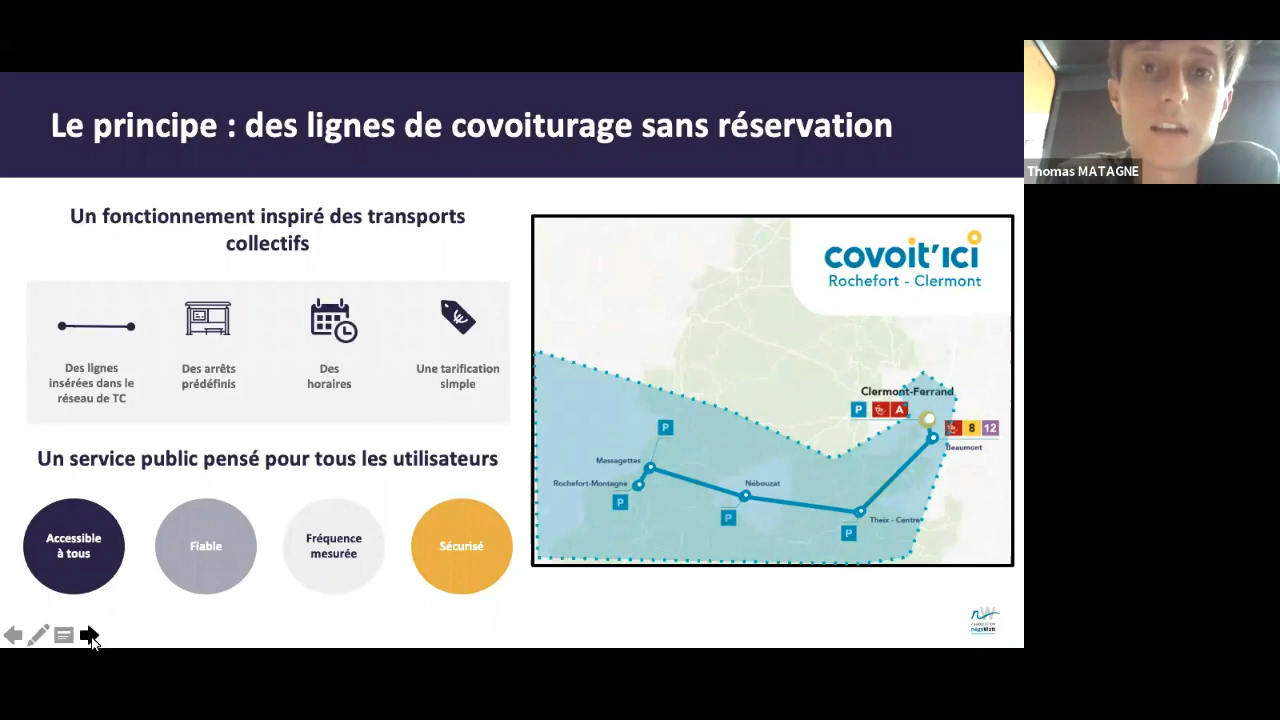 Le principe : des lignes de covoiturage sans réservation
Thomas MATAGNE
Un fonctionnement inspiré des transports
collectifs
Des lignes
insérées dans le
réseau de TC
Des arrêts
prédéfinis
Des
horaires
Une tarification
simple
Un service public pensé pour tous les utilisateurs
Accessible
à tous
Fiable
Fréquence
mesurée
Sécurisé
covoit'ici
Rochefort - Clermont
Clermont-Ferrand
P A
8 12
Beaumont
P
Massagettes
Rochefort-Montagne
P
Nébouzat
P
Theix - Centre
P
nW
négaWatt